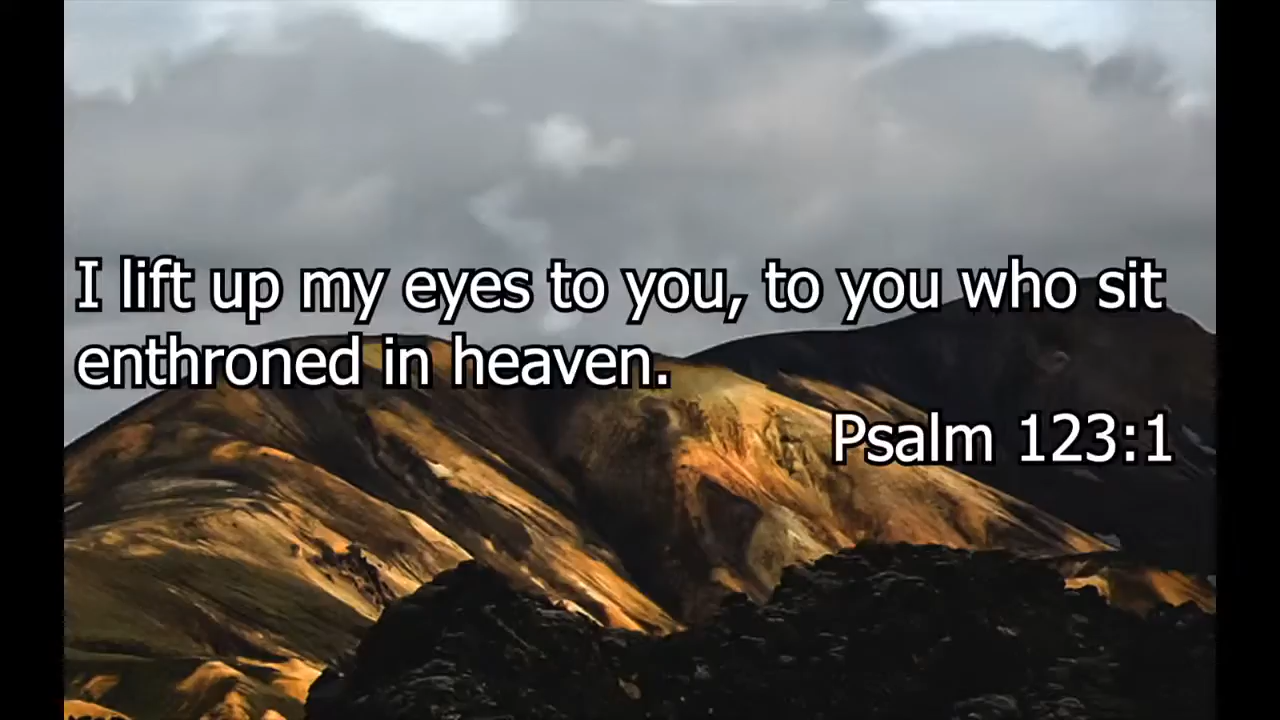 I lift up my eyes to you, to you who sit
enthroned in heaven.
Psalm 123:1